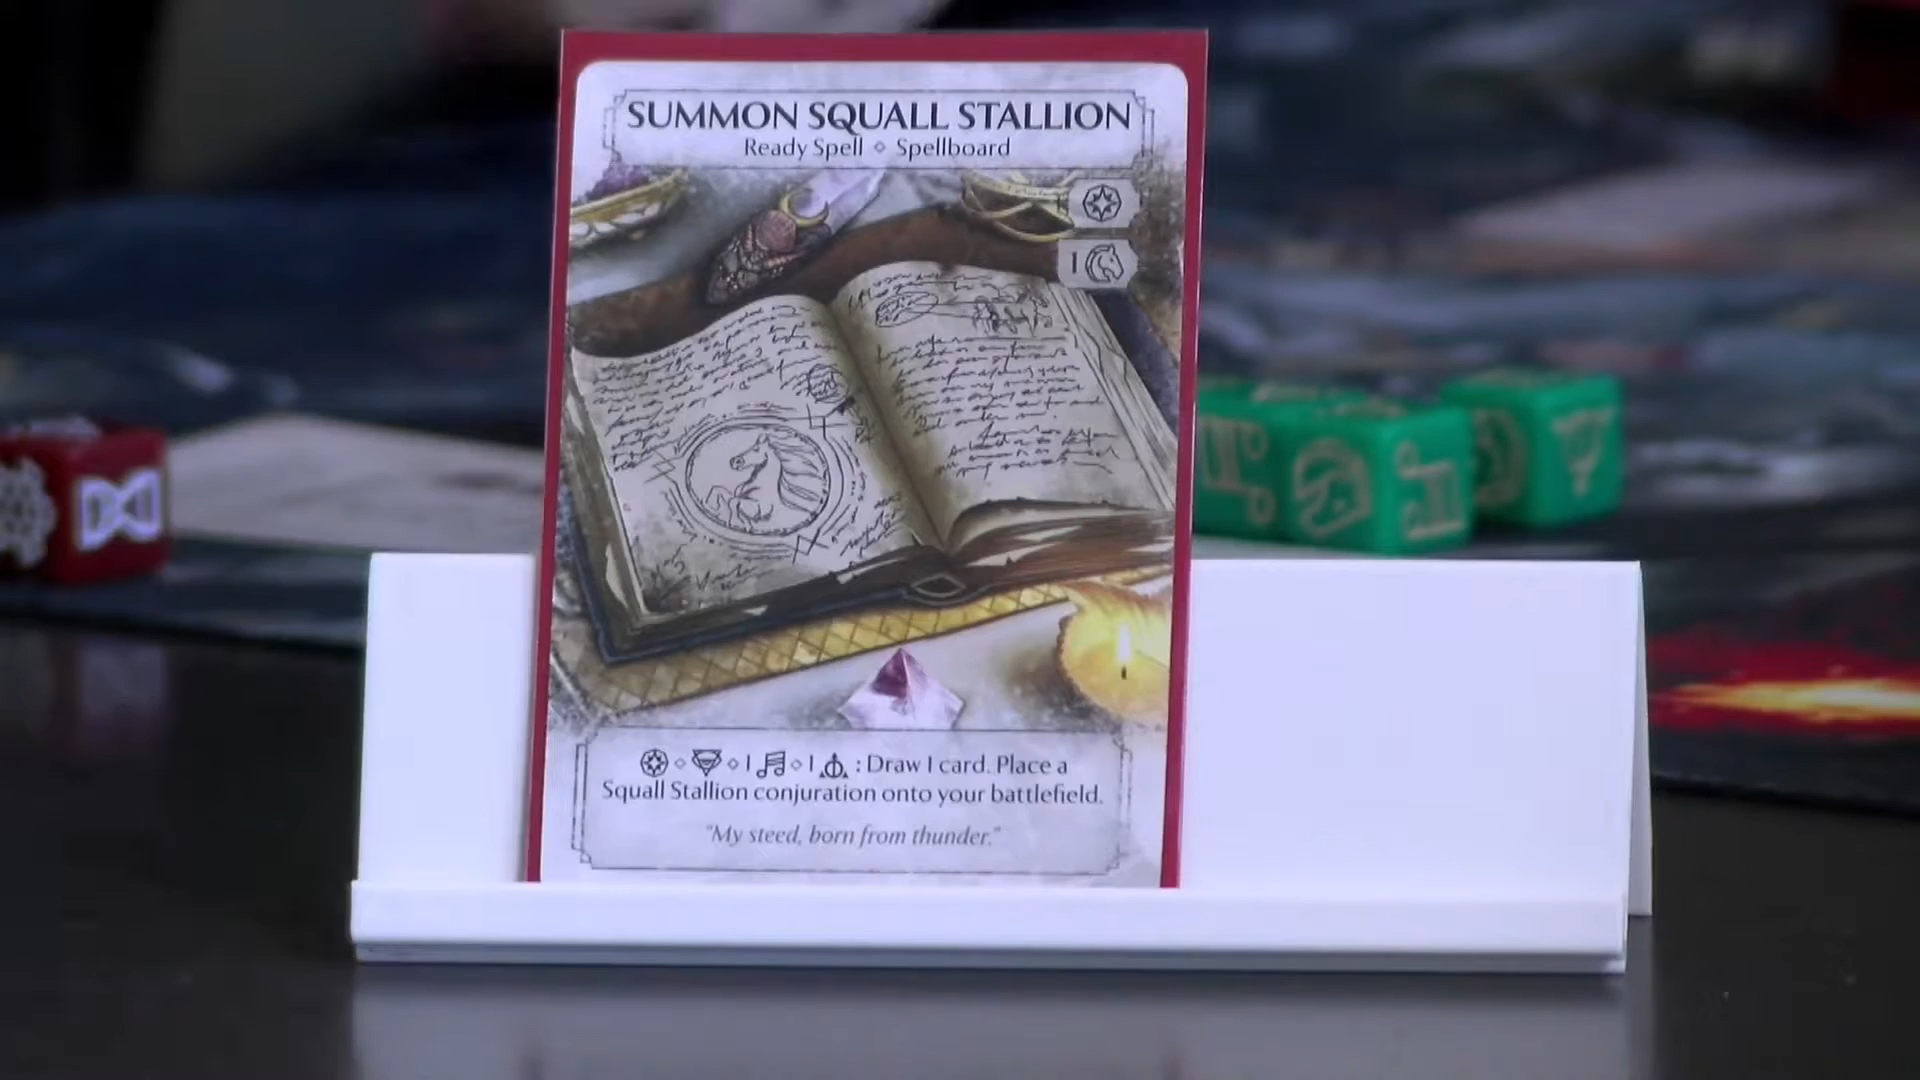 SUMMON SQUALL STALLION
Ready Spell ⬦ Spellboard
1
⬦ ⬦ 1 ⬦ 1 : Draw 1 card. Place a
Squall Stallion conjuration onto your battlefield.
"My steed, born from thunder."